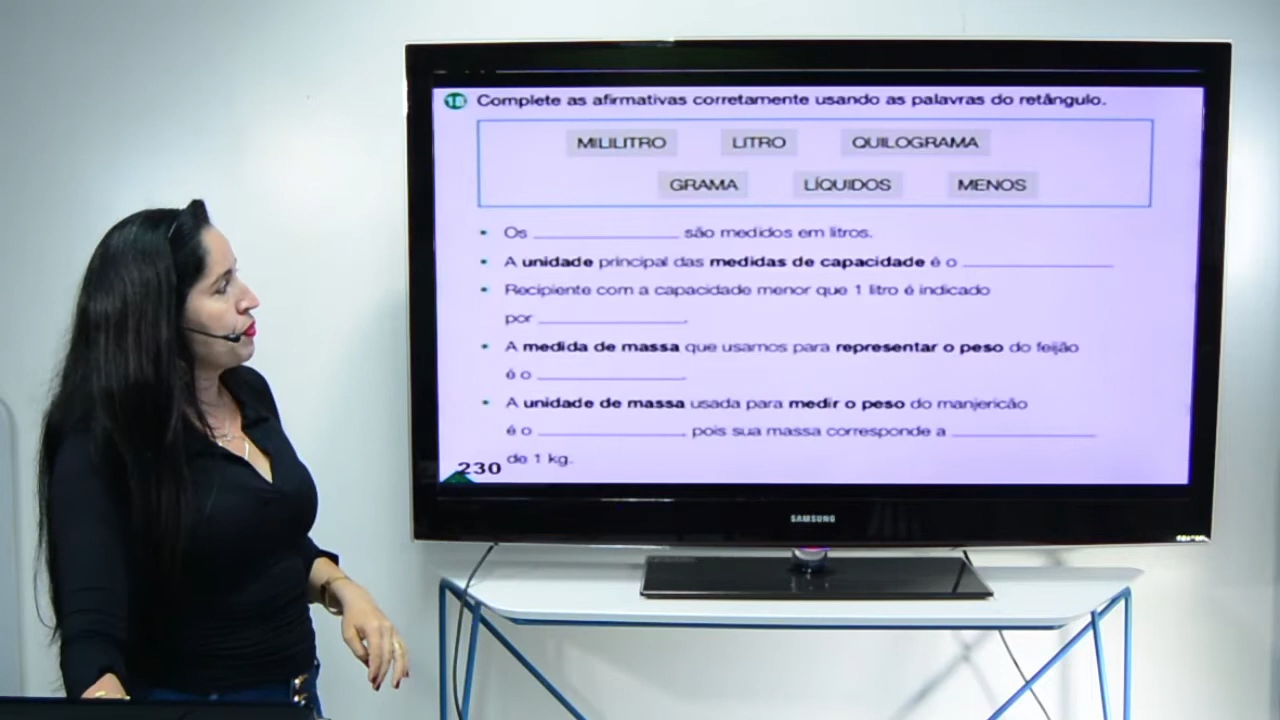 18 Complete as afirmativas corretamente usando as palavras do retângulo.
MILILITRO LITRO QUILOGRAMA
GRAMA LÍQUIDOS MENOS
• Os ______________ são medidos em litros.
• A unidade principal das medidas de capacidade é o ______________
• Recipiente com a capacidade menor que 1 litro é indicado
por ______________.
• A medida de massa que usamos para representar o peso do feijão
é o ______________.
• A unidade de massa usada para medir o peso do manjericão
é o ______________, pois sua massa corresponde a ______________
de 1 kg.
230
SAMSUNG